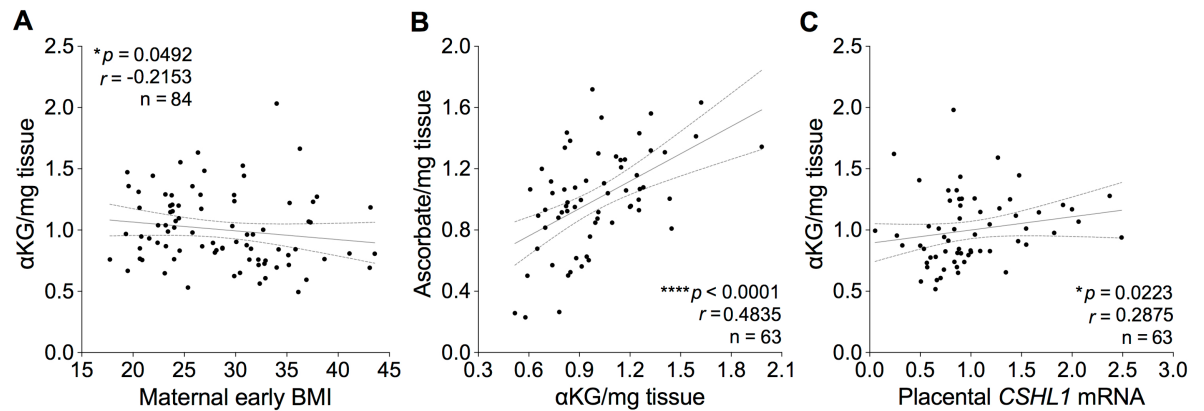 A
αKG/mg tissue
2.5
2.0
1.5
1.0
0.5
0.0
*p = 0.0492
r = -0.2153
n = 84
15 20 25 30 35 40 45
Maternal early BMI
B
Ascorbate/mg tissue
2.0
1.6
1.2
0.8
0.4
0.0
****p < 0.0001
r = 0.4835
n = 63
0.3 0.6 0.9 1.2 1.5 1.8 2.1
αKG/mg tissue
C
αKG/mg tissue
2.5
2.0
1.5
1.0
0.5
0.0
*p = 0.0223
r = 0.2875
n = 63
0.0 0.5 1.0 1.5 2.0 2.5 3.0
Placental CSHL1 mRNA